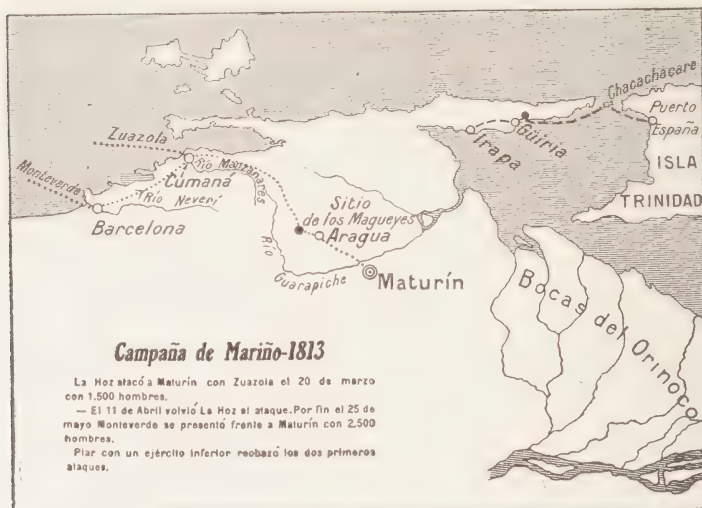 Chacachacare
Puerto
España
Zuazola
Güiria
Irapa
ISLA
TRINIDAD
Monteverde
Río Manzanares
Cumaná
Río Neverí
Barcelona
Sitio
de los Magueyes
Aragua
Río
Guarapiche
Maturín
Bocas del Orinoco
Campaña de Mariño-1813
La Hoz atacó a Maturín con Zuazola el 20 de marzo
con 1.500 hombres.
— El 11 de Abril volvió La Hoz al ataque. Por fin el 25 de
mayo Monteverde se presentó frente a Maturín con 2.500
hombres.
Piar con un ejército inferior rechazó los dos primeros
ataques.